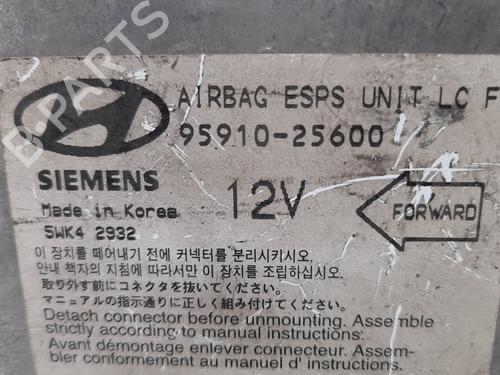 B-PARTS
AIRBAG ESPS UNIT LC F
95910-25600
SIEMENS
12V
FORWARD
Made in Korea
5WK4 2932
이 장치를 떼어내기 전에 커넥터를 분리시키시오.
안내 책자의 지침에 따라서만 이 장치를 조립하십시오.
取り外す前にコネクタを抜いてください。
マニュアルの指示通りに正しく組み付けてください。
Detach connector before unmounting. Assemble
strictly according to manual instructions.
Avant démontage enlever connecteur. Assem-
bler conformement au manuel d' instructions.